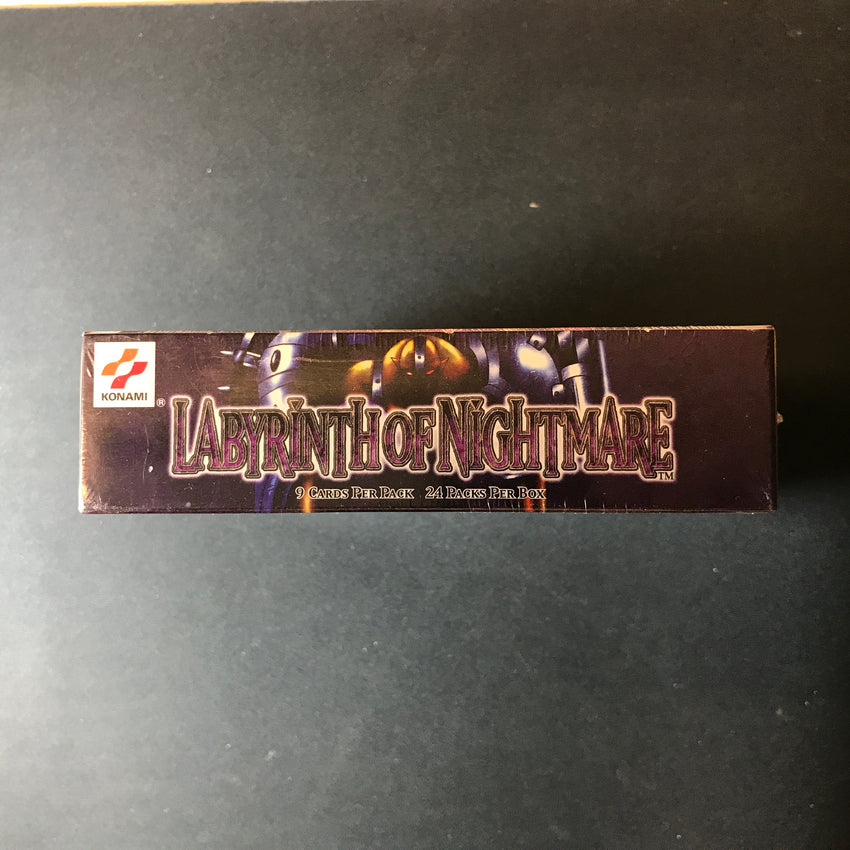 KONAMI ®
LABYRINTH OF NIGHTMARE ™
9 CARDS PER PACK 24 PACKS PER BOX